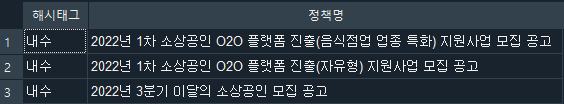 해시태그 정책명
1 내수 2022년 1차 소상공인 O2O 플랫폼 진출(음식점업 업종 특화) 지원사업 모집 공고
2 내수 2022년 1차 소상공인 O2O 플랫폼 진출(자유형) 지원사업 모집 공고
3 내수 2022년 3분기 이달의 소상공인 모집 공고